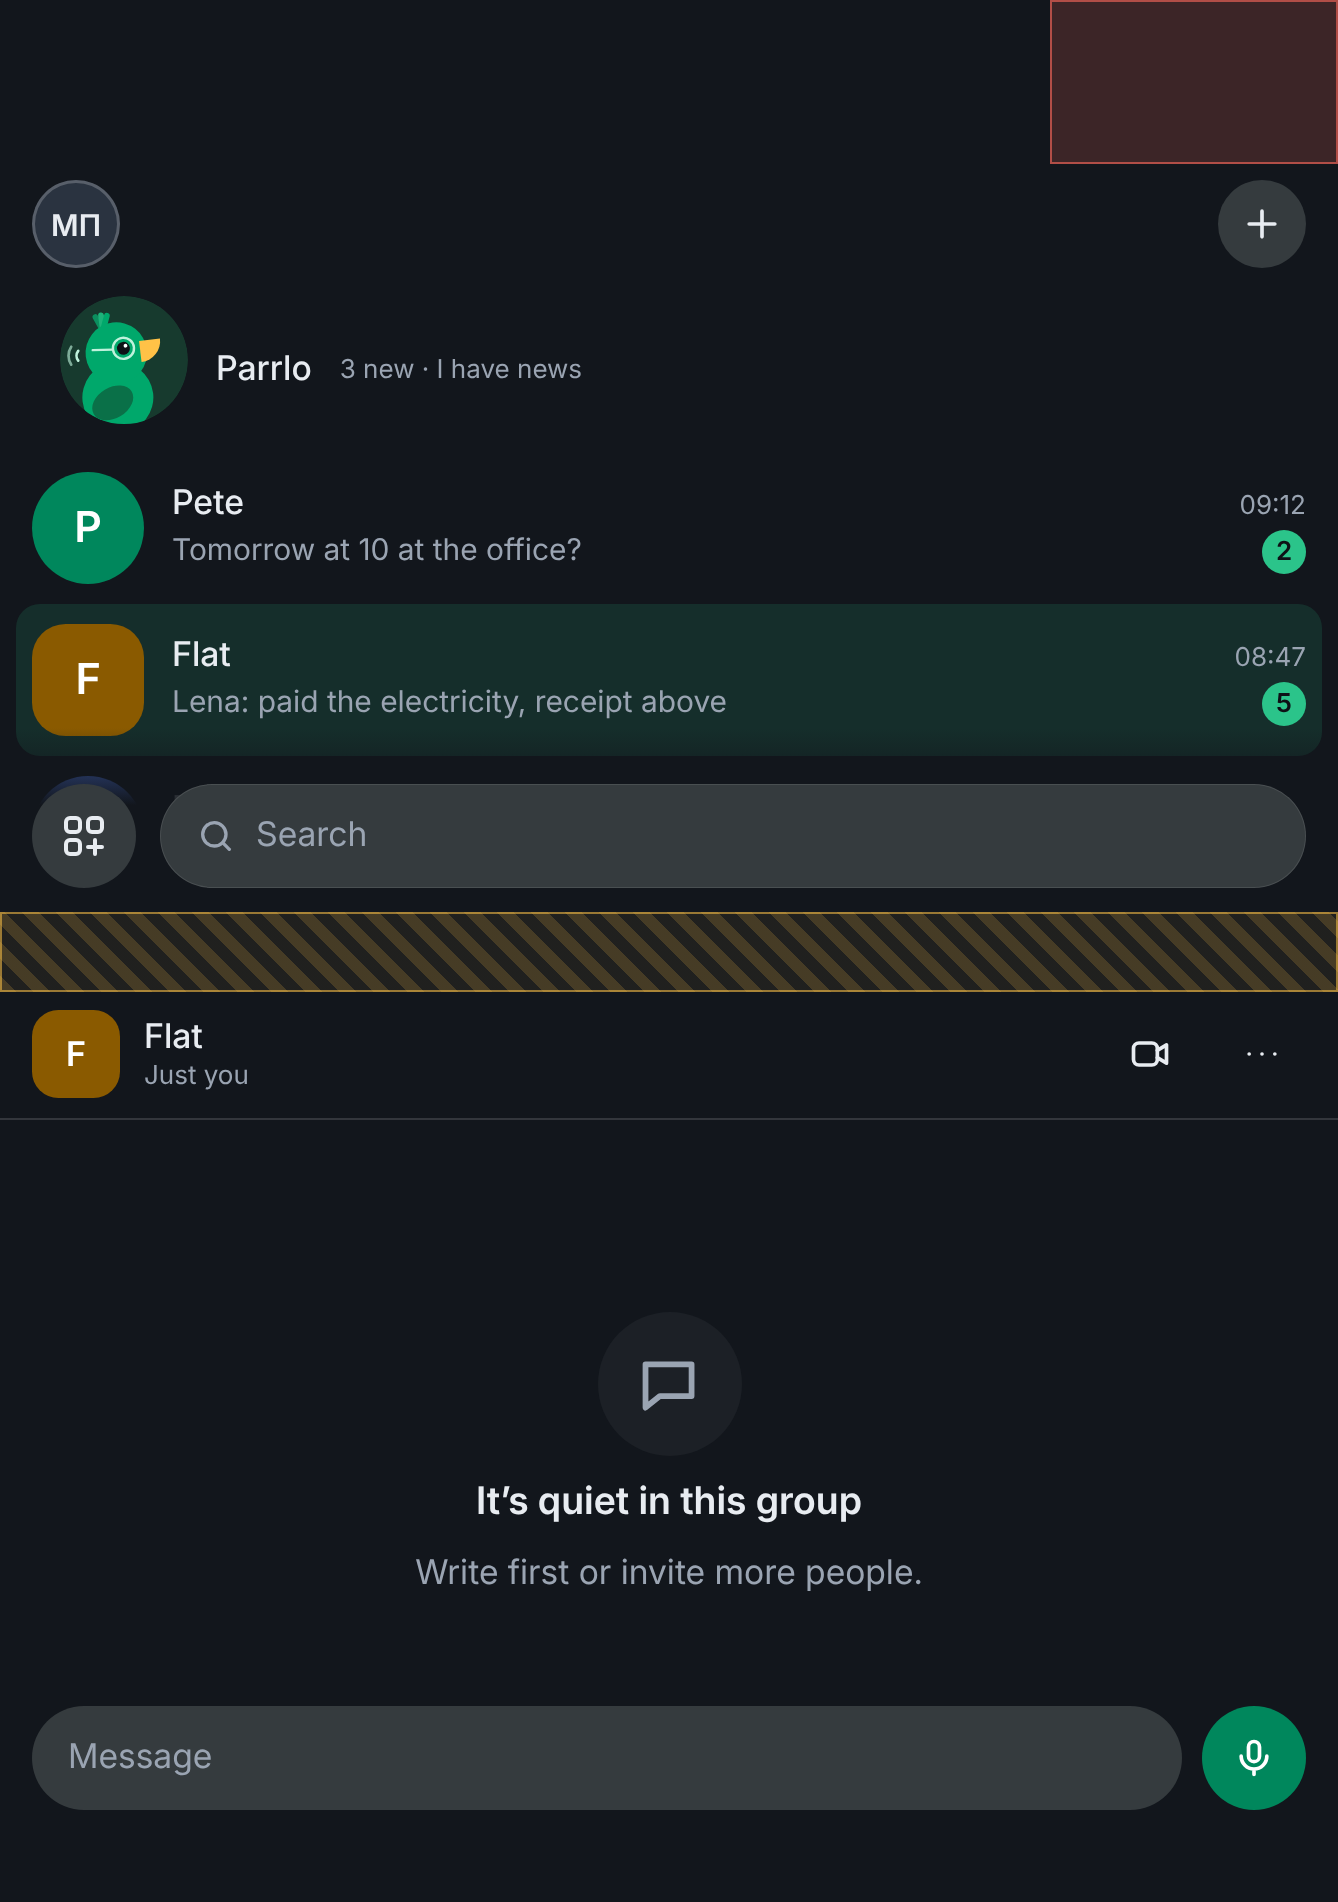 МП
Parrlo 3 new · I have news
P
Pete
09:12
Tomorrow at 10 at the office?
2
F
Flat
08:47
Lena: paid the electricity, receipt above
5
Search
F
Flat
Just you
It’s quiet in this group
Write first or invite more people.
Message